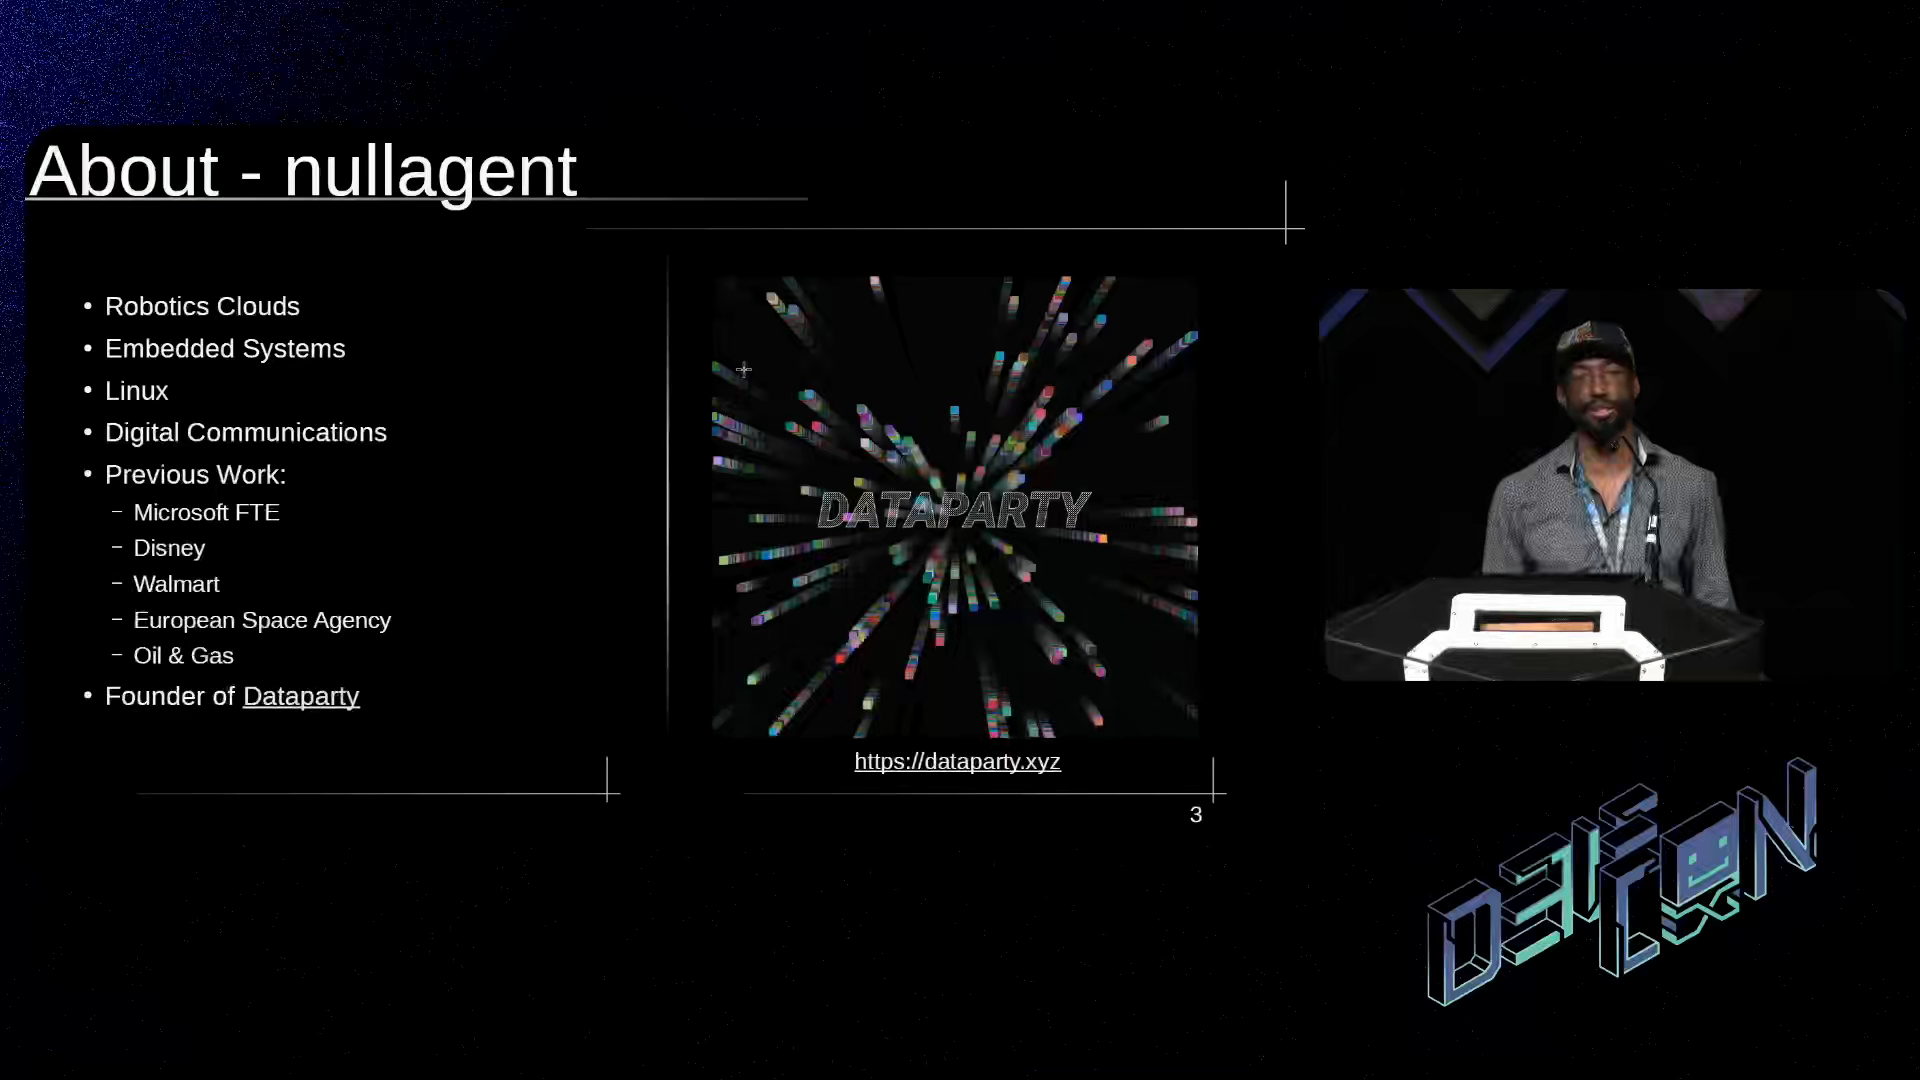 About - nullagent
• Robotics Clouds
• Embedded Systems
• Linux
• Digital Communications
• Previous Work:
– Microsoft FTE
– Disney
– Walmart
– European Space Agency
– Oil & Gas
• Founder of Dataparty
DATAPARTY
https://dataparty.xyz
3
DEF CON